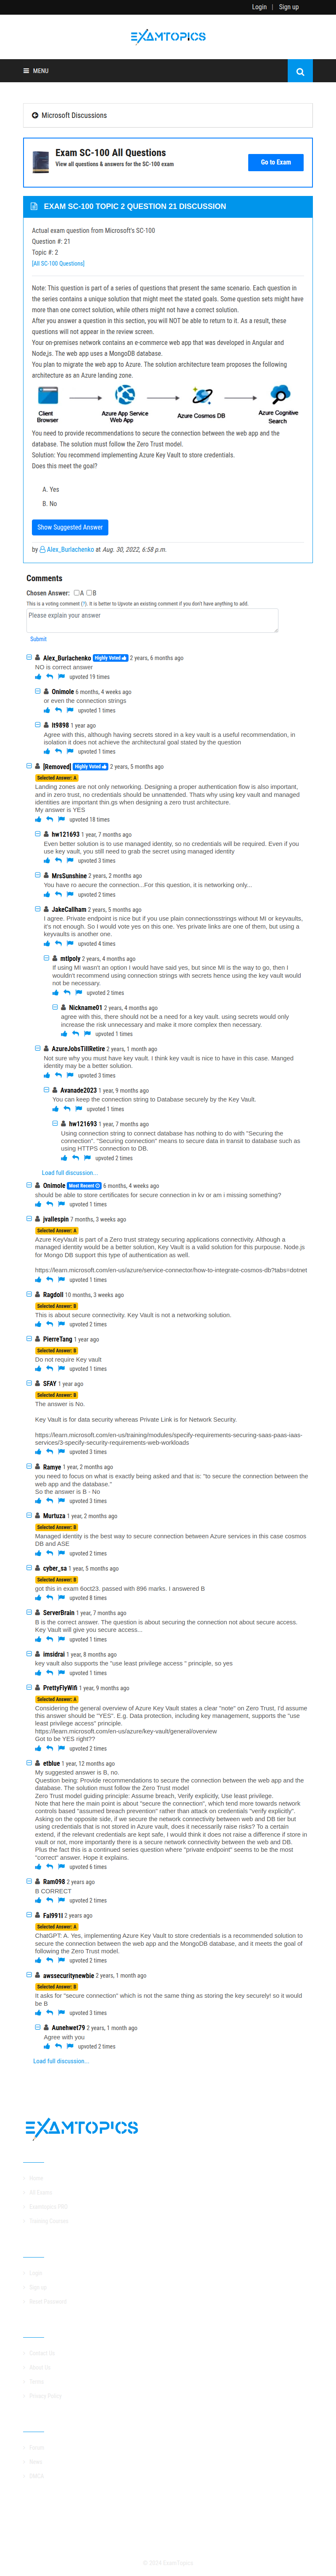 Login | Sign up
EXAMTOPICS
MENU
Microsoft Discussions
Exam SC-100 All Questions
View all questions & answers for the SC-100 exam
Go to Exam
EXAM SC-100 TOPIC 2 QUESTION 21 DISCUSSION
Actual exam question from Microsoft's SC-100
Question #: 21
Topic #: 2
[All SC-100 Questions]
Note: This question is part of a series of questions that present the same scenario. Each question in
the series contains a unique solution that might meet the stated goals. Some question sets might have
more than one correct solution, while others might not have a correct solution.
After you answer a question in this section, you will NOT be able to return to it. As a result, these
questions will not appear in the review screen.
Your on-premises network contains an e-commerce web app that was developed in Angular and
Node.js. The web app uses a MongoDB database.
You plan to migrate the web app to Azure. The solution architecture team proposes the following
architecture as an Azure landing zone.
Client Browser
Azure App Service Web App
Azure Cosmos DB
Azure Cognitive Search
You need to provide recommendations to secure the connection between the web app and the
database. The solution must follow the Zero Trust model.
Solution: You recommend implementing Azure Key Vault to store credentials.
Does this meet the goal?
A. Yes
B. No
Show Suggested Answer
by Alex_Burlachenko at Aug. 30, 2022, 6:58 p.m.
Comments
Chosen Answer: A B
This is a voting comment (?). It is better to Upvote an existing comment if you don't have anything to add.
Please explain your answer
Submit
Alex_Burlachenko Highly Voted 2 years, 6 months ago
NO is correct answer
upvoted 19 times
Onimole 6 months, 4 weeks ago
or even the connection strings
upvoted 1 times
It9898 1 year ago
Agree with this, although having secrets stored in a key vault is a useful recommendation, in
isolation it does not achieve the architectural goal stated by the question
upvoted 1 times
[Removed] Highly Voted 2 years, 5 months ago
Selected Answer: A
Landing zones are not only networking. Designing a proper authentication flow is also important,
and in zero trust, no credentials should be unauthented. Thats why using key vault and managed
identities are important thin gs when designing a zero trust architecture.
My answer is YES
upvoted 18 times
hw121693 1 year, 7 months ago
Even better solution is to use managed identity, so no credentials will be required. Even if you
use key vault, you still need to grab the secret using managed identity
upvoted 3 times
MrsSunshine 2 years, 2 months ago
You have ro aecure the connection...For this question, it is networking only...
upvoted 2 times
JakeCallham 2 years, 5 months ago
I agree. Private endpoint is nice but if you use plain connectionstrings without MI or keyvaults,
it's not enough. So I would vote yes on this one. Yes private links are one of them, but using a
keyvaults is another one.
upvoted 4 times
mtlpoly 2 years, 4 months ago
if using MI wasn't an option I would have said yes, but since MI is the way to go, then I
wouldn't recommend using connection strings with secrets hence using the key vault would
not be necessary.
upvoted 2 times
Nickname01 2 years, 4 months ago
agree with this, there should not be a need for a key vault. using secrets would only
increase the risk unnecessary and make it more complex then necessary.
upvoted 1 times
AzureJobsTillRetire 2 years, 1 month ago
Not sure why you must have key vault. I think key vault is nice to have in this case. Manged
identity may be a better solution.
upvoted 3 times
Avanade2023 1 year, 9 months ago
You can keep the connection string to Database securely by the Key Vault.
upvoted 1 times
hw121693 1 year, 7 months ago
Using connection string to connect database has nothing to do with "Securing the
connection". "Securing connection" means to secure data in transit to database such as
using HTTPS connection to DB.
upvoted 2 times
Load full discussion...
Onimole Most Recent 6 months, 4 weeks ago
should be able to store certificates for secure connection in kv or am i missing something?
upvoted 1 times
jvallespin 7 months, 3 weeks ago
Selected Answer: A
Azure KeyVault is part of a Zero trust strategy securing applications connectivity. Although a
managed identity would be a better solution, Key Vault is a valid solution for this purpouse. Node.js
for Mongo DB support this type of authentication as well.
https://learn.microsoft.com/en-us/azure/service-connector/how-to-integrate-cosmos-db?tabs=dotnet
upvoted 1 times
Ragdoll 10 months, 3 weeks ago
Selected Answer: B
This is about secure connectivity. Key Vault is not a networking solution.
upvoted 2 times
PierreTang 1 year ago
Selected Answer: B
Do not require Key vault
upvoted 1 times
SFAY 1 year ago
Selected Answer: B
The answer is No.
Key Vault is for data security whereas Private Link is for Network Security.
https://learn.microsoft.com/en-us/training/modules/specify-requirements-securing-saas-paas-iaas-
services/3-specify-security-requirements-web-workloads
upvoted 3 times
Ramye 1 year, 2 months ago
you need to focus on what is exactly being asked and that is: "to secure the connection between the
web app and the database."
So the answer is B - No
upvoted 3 times
Murtuza 1 year, 2 months ago
Selected Answer: B
Managed identity is the best way to secure connection between Azure services in this case cosmos
DB and ASE
upvoted 2 times
cyber_sa 1 year, 5 months ago
Selected Answer: B
got this in exam 6oct23. passed with 896 marks. I answered B
upvoted 8 times
ServerBrain 1 year, 7 months ago
B is the correct answer. The question is about securing the connection not about secure access.
Key Vault will give you secure access...
upvoted 1 times
imsidrai 1 year, 8 months ago
key vault also supports the "use least privilege access " principle, so yes
upvoted 1 times
PrettyFlyWifi 1 year, 9 months ago
Selected Answer: A
Considering the general overview of Azure Key Vault states a clear "note" on Zero Trust, I'd assume
this answer should be "YES". E.g. Data protection, including key management, supports the "use
least privilege access" principle.
https://learn.microsoft.com/en-us/azure/key-vault/general/overview
Got to be YES right??
upvoted 2 times
etblue 1 year, 12 months ago
My suggested answer is B, no.
Question being: Provide recommendations to secure the connection between the web app and the
database. The solution must follow the Zero Trust model
Zero Trust model guiding principle: Assume breach, Verify explicitly, Use least privilege.
Note that here the main point is about "secure the connection", which tend more towards network
controls based "assumed breach prevention" rather than attack on credentials "verify explicitly".
Asking on the opposite side, if we use binary answer Yes and No, if we answer B do not but
using credentials that is not stored in Azure vault, does it necessarily raise risks? To a certain
extend, if the relevant credentials are kept safe, I would think it does not raise a difference if store in
vault or not, more importantly there is a secure network connectivity between web and the DB.
Plus the fact this is a continued series question where "private endpoint" seems to be the most
"correct" answer. Hope it explains.
upvoted 6 times
Ram098 2 years ago
B CORRECT
upvoted 2 times
Fal991l 2 years ago
Selected Answer: A
ChatGPT: A. Yes, implementing Azure Key Vault to store credentials is a recommended solution to
secure the connection between the web app and the MongoDB database, and it meets the goal of
following the Zero Trust model.
upvoted 2 times
awssecuritynewbie 2 years, 1 month ago
Selected Answer: B
It asks for "secure connection" which is not the same thing as storing the key securely! so it would
be B
upvoted 3 times
Aunehwet79 2 years, 1 month ago
Agree with you
upvoted 2 times
Load full discussion...
EXAMTOPICS
Home
All Exams
Examtopics PRO
Training Courses
Login
Sign up
Reset Password
Contact Us
About Us
Terms
Privacy Policy
Forum
News
DMCA
© 2024 ExamTopics